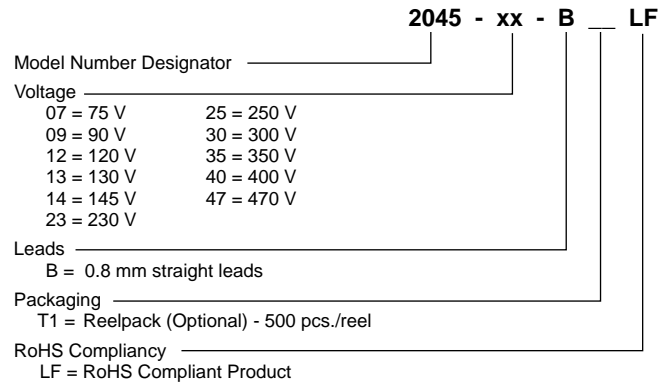 2045 - xx - B __ LF
Model Number Designator
Voltage
07 = 75 V 25 = 250 V
09 = 90 V 30 = 300 V
12 = 120 V 35 = 350 V
13 = 130 V 40 = 400 V
14 = 145 V 47 = 470 V
23 = 230 V
Leads
B = 0.8 mm straight leads
Packaging
T1 = Reelpack (Optional) - 500 pcs./reel
RoHS Compliancy
LF = RoHS Compliant Product